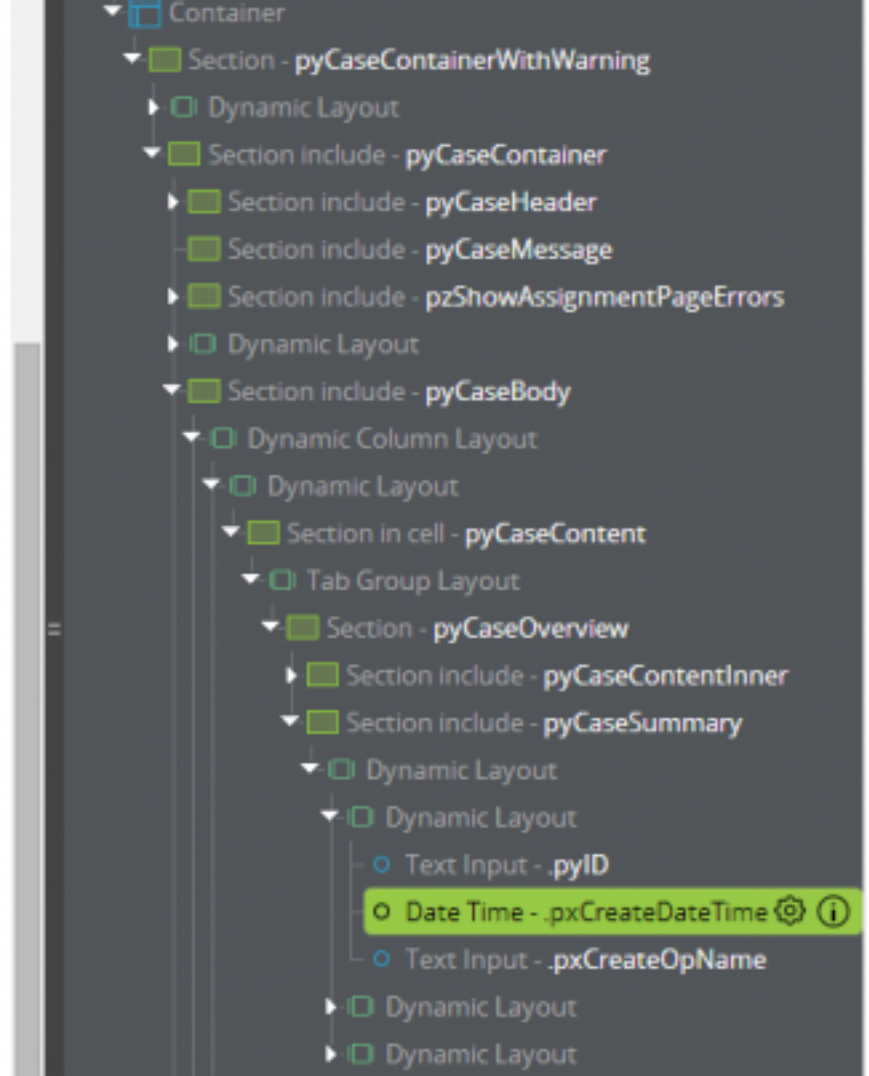 Container
Section - pyCaseContainerWithWarning
Dynamic Layout
Section include - pyCaseContainer
Section include - pyCaseHeader
Section include - pyCaseMessage
Section include - pzShowAssignmentPageErrors
Dynamic Layout
Section include - pyCaseBody
Dynamic Column Layout
Dynamic Layout
Section in cell - pyCaseContent
Tab Group Layout
Section - pyCaseOverview
Section include - pyCaseContentInner
Section include - pyCaseSummary
Dynamic Layout
Dynamic Layout
Text Input - .pyID
Date Time - .pxCreateDateTime
Text Input - .pxCreateOpName
Dynamic Layout
Dynamic Layout